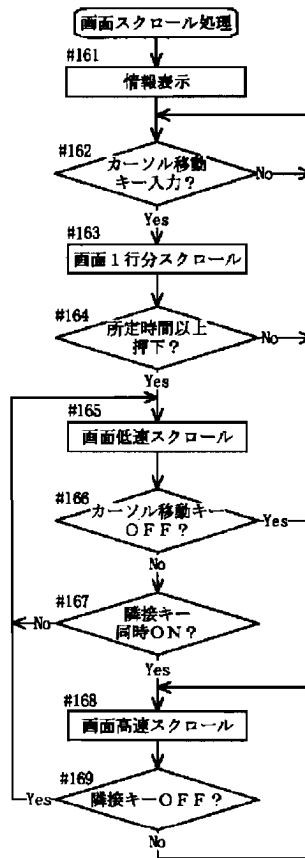 画面スクロール処理
#161
情報表示
#162
カーソル移動
キー入力?
No
Yes
#163
画面1行分スクロール
#164
所定時間以上
押下?
No
Yes
#165
画面低速スクロール
#166
カーソル移動キー
OFF?
Yes
No
#167
隣接キー
同時ON?
No
Yes
#168
画面高速スクロール
#169
隣接キーOFF?
Yes
No